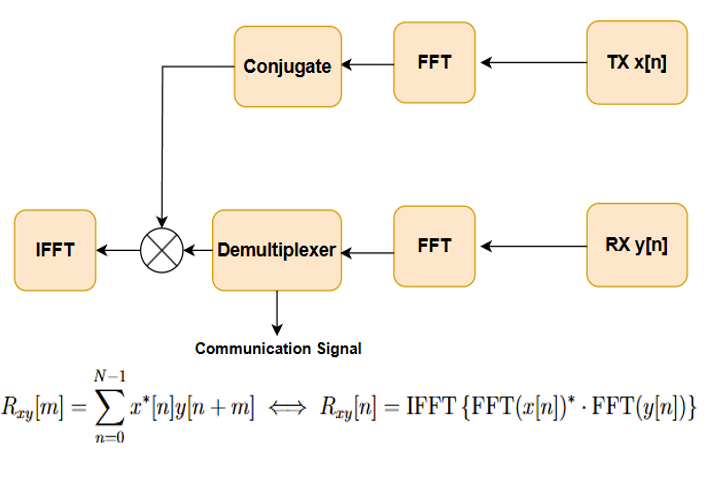 Conjugate
FFT
TX x[n]
IFFT
Demultiplexer
FFT
RX y[n]
Communication Signal
R_{xy}[m] = \sum_{n=0}^{N-1} x^*[n]y[n + m] \iff R_{xy}[n] = IFFT {FFT(x[n])^* · FFT(y[n])}